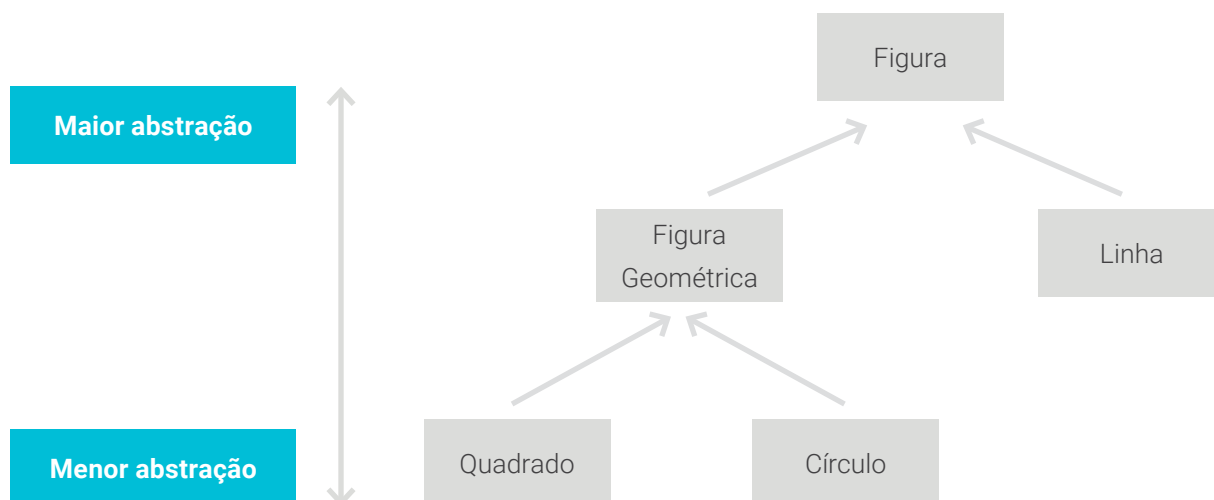 Figura
Maior abstração
Figura
Geométrica
Linha
Menor abstração
Quadrado
Círculo